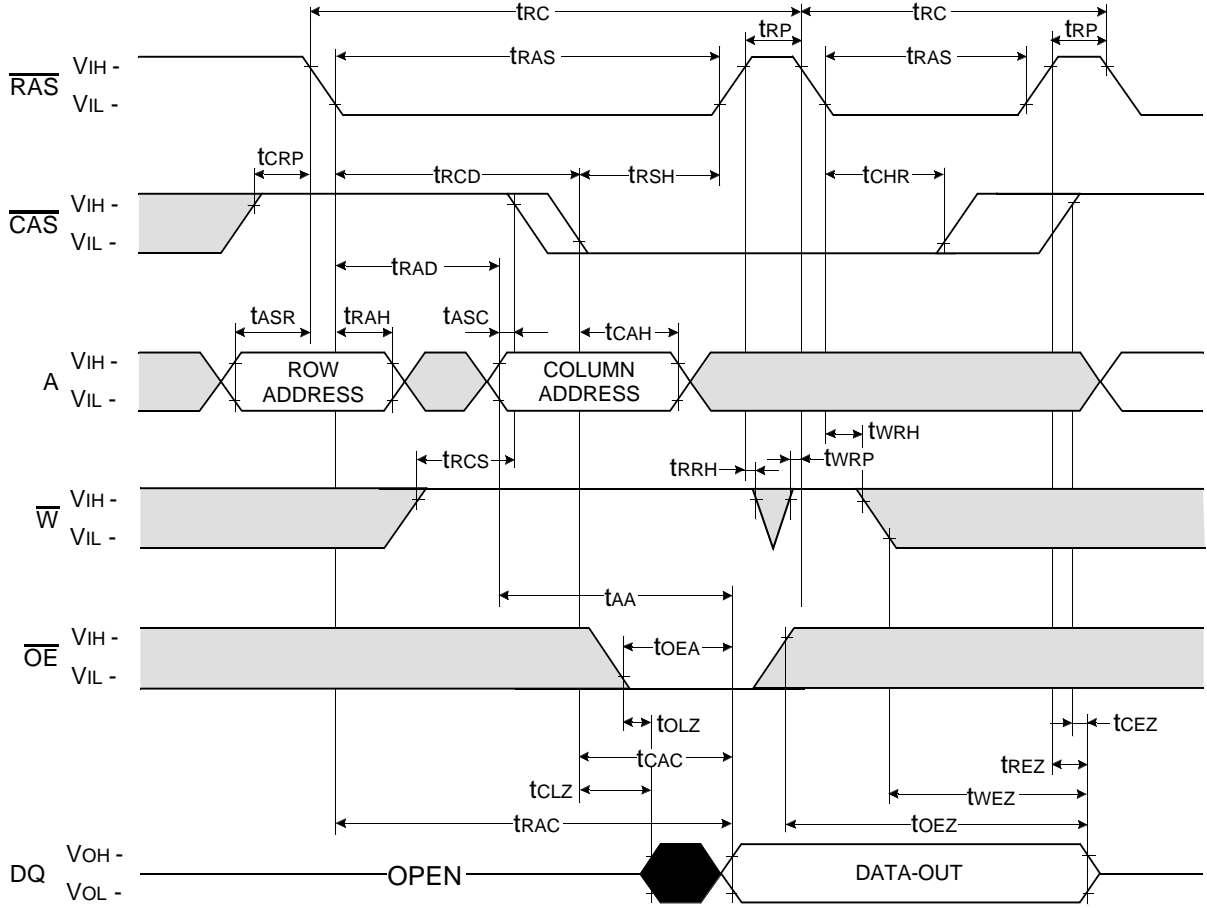 tRC tRC
tRP tRP
tRAS tRAS
RAS VIH -
VIL -
tCRP tRCD tRSH tCHR
CAS VIH -
VIL -
tRAD
tASR tRAH tASC tCAH
A VIH -
VIL -
ROW
ADDRESS
COLUMN
ADDRESS
tWRH
tRCS tRRH tWRP
W VIH -
VIL -
tAA
OE VIH -
VIL -
tOEA
tOLZ tCEZ
tCAC tREZ
tCLZ tWEZ
tRAC tOEZ
DQ VOH -
VOL -
OPEN DATA-OUT